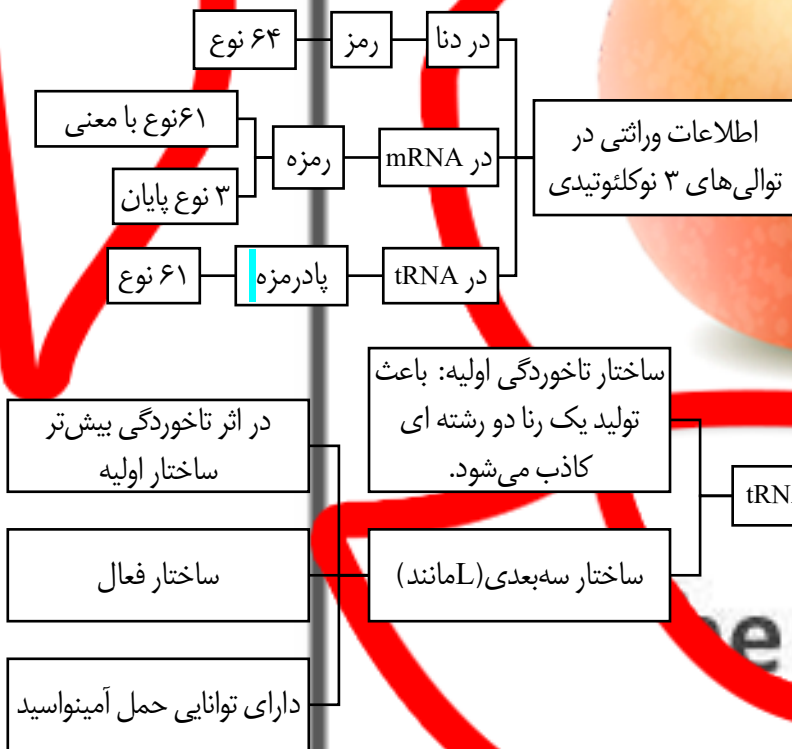 اطلاعات وراثتی در
توالی‌های ۳ نوکلئوتیدی
در دنا
رمز
۶۴ نوع
در mRNA
رمزه
۶۱نوع با معنی
۳ نوع پایان
در tRNA
پادرمزه
۶۱ نوع
ساختار تاخوردگی اولیه: باعث
تولید یک رنا دو رشته ای
کاذب می‌شود.
ساختار سه‌بعدی(Lمانند)
در اثر تاخوردگی بیش‌تر
ساختار اولیه
ساختار فعال
دارای توانایی حمل آمینواسید